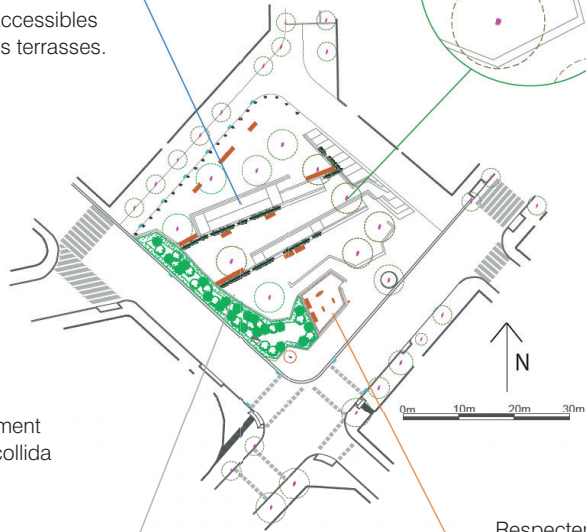 ccessibles
s terrasses.
N
0m 10m 20m 30m
ment
collida
Respecter